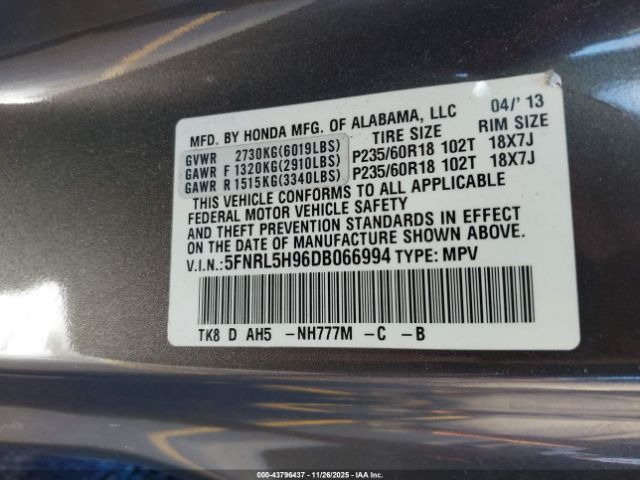 MFD. BY HONDA MFG. OF ALABAMA, LLC 04/'13
TIRE SIZE RIM SIZE
GVWR 2730KG(6019LBS)
GAWR F 1320KG(2910LBS) P235/60R18 102T 18X7J
GAWR R 1515KG(3340LBS) P235/60R18 102T 18X7J
THIS VEHICLE CONFORMS TO ALL APPLICABLE
FEDERAL MOTOR VEHICLE SAFETY
AND THEFT PREVENTION STANDARDS IN EFFECT
ON THE DATE OF MANUFACTURE SHOWN ABOVE.
V.I.N.:5FNRL5H96DB066994 TYPE: MPV
TK8 D AH5 -NH777M -C -B
000-43796437 - 11/26/2025 - IAA Inc.